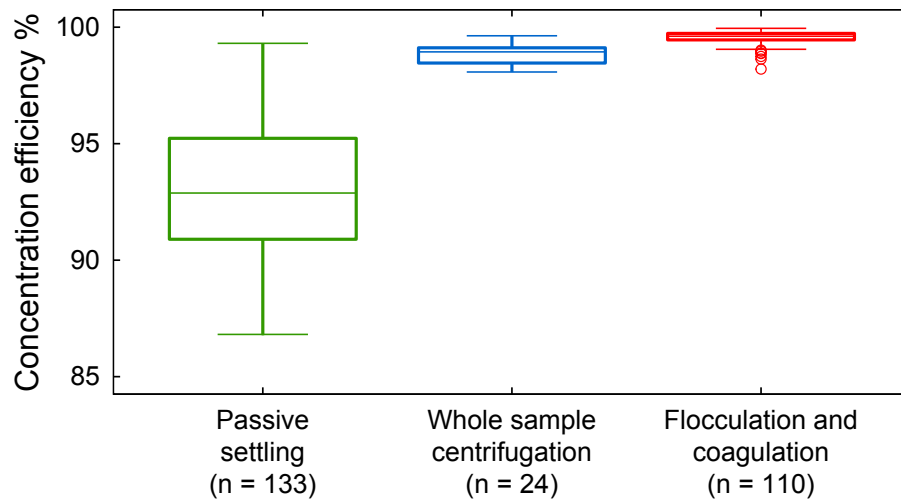 Concentration efficiency %
100
95
90
85
Passive
settling
(n = 133)
Whole sample
centrifugation
(n = 24)
Flocculation and
coagulation
(n = 110)